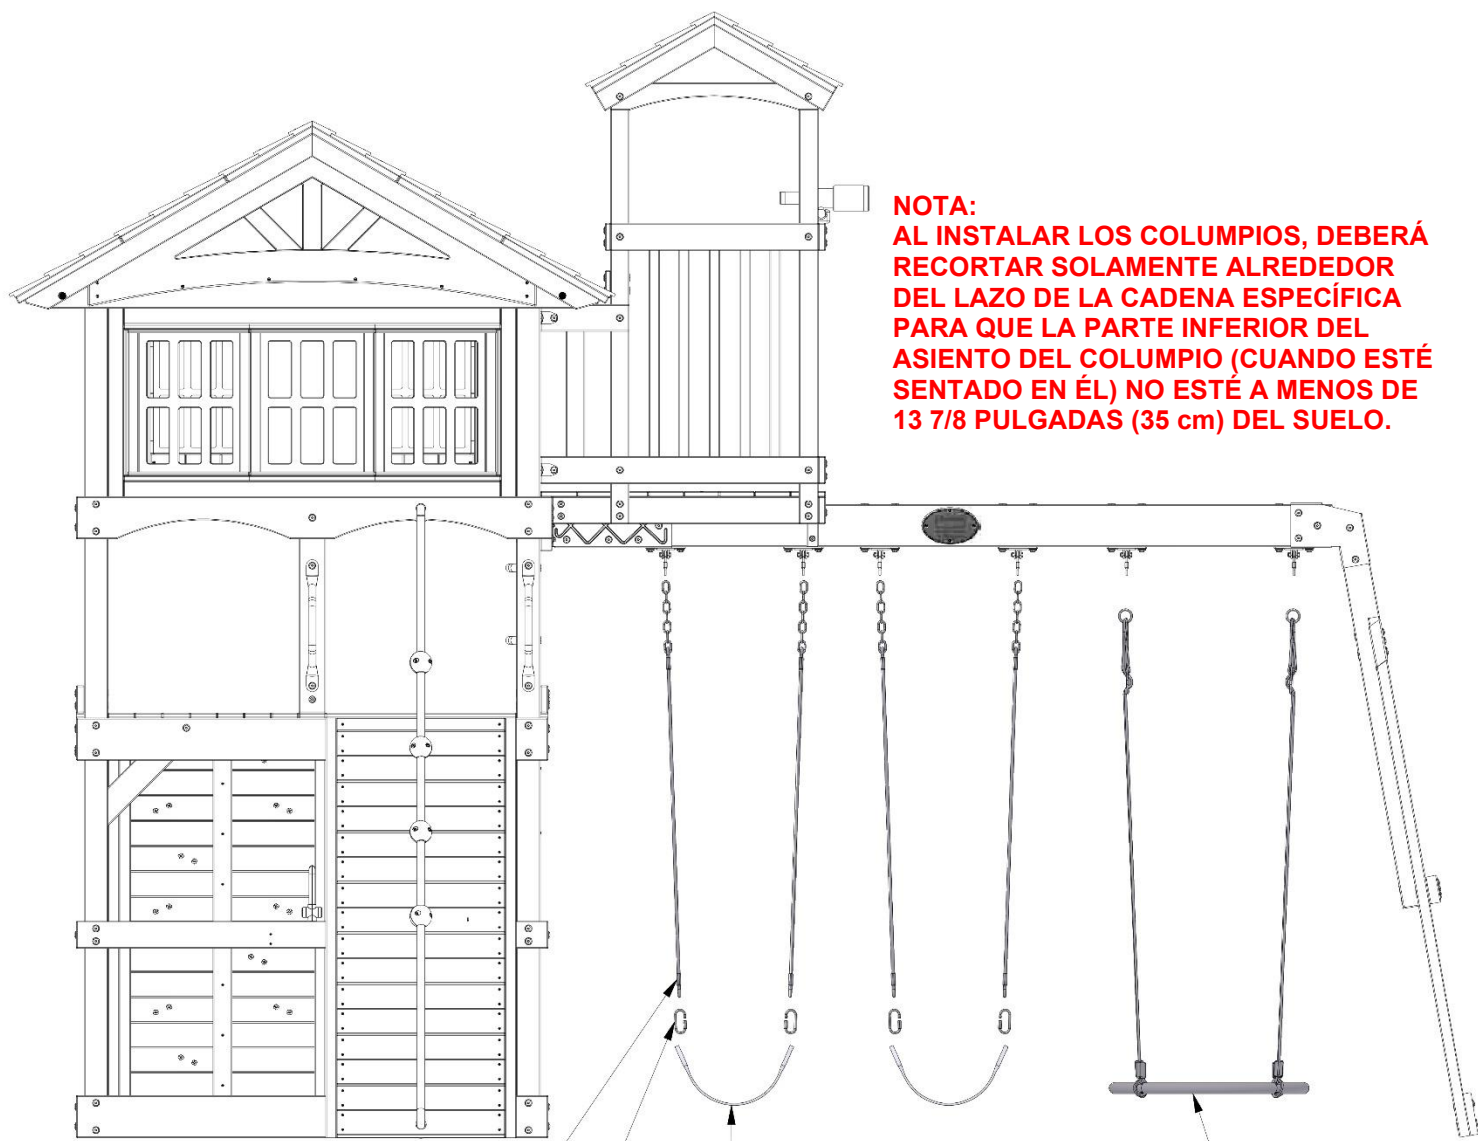 NOTA:
AL INSTALAR LOS COLUMPIOS, DEBERÁ
RECORTAR SOLAMENTE ALREDEDOR
DEL LAZO DE LA CADENA ESPECÍFICA
PARA QUE LA PARTE INFERIOR DEL
ASIENTO DEL COLUMPIO (CUANDO ESTÉ
SENTADO EN ÉL) NO ESTÉ A MENOS DE
13 7/8 PULGADAS (35 cm) DEL SUELO.